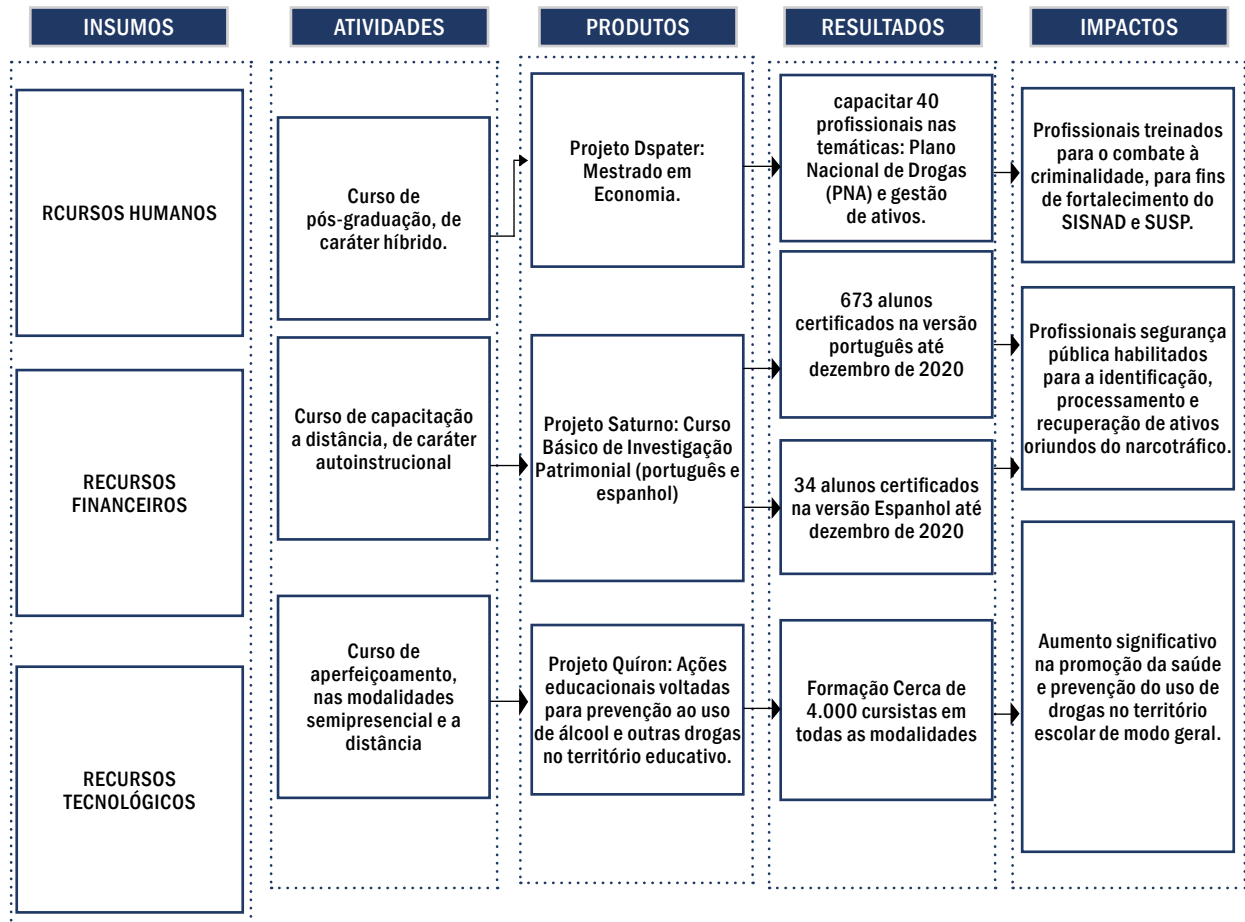 INSUMOS
ATIVIDADES
PRODUTOS
RESULTADOS
IMPACTOS
RCURSOS HUMANOS
RECURSOS
FINANCEIROS
RECURSOS
TECNOLÓGICOS
Curso de
pós-graduação, de
caráter híbrido.
Curso de capacitação
a distância, de caráter
autoinstrucional
Curso de
aperfeiçoamento,
nas modalidades
semipresencial e a
distância
Projeto Dspater:
Mestrado em
Economia.
Projeto Saturno: Curso
Básico de Investigação
Patrimonial (português e
espanhol)
Projeto Quíron: Ações
educacionais voltadas
para prevenção ao uso
de álcool e outras drogas
no território educativo.
capacitar 40
profissionais nas
temáticas: Plano
Nacional de Drogas
(PNA) e gestão
de ativos.
673 alunos
certificados na versão
português até
dezembro de 2020
34 alunos certificados
na versão Espanhol até
dezembro de 2020
Formação Cerca de
4.000 cursistas em
todas as modalidades
Profissionais treinados
para o combate à
criminalidade, para fins
de fortalecimento do
SISNAD e SUSP.
Profissionais segurança
pública habilitados
para a identificação,
processamento e
recuperação de ativos
oriundos do narcotráfico.
Aumento significativo
na promoção da saúde
e prevenção do uso de
drogas no território
escolar de modo geral.